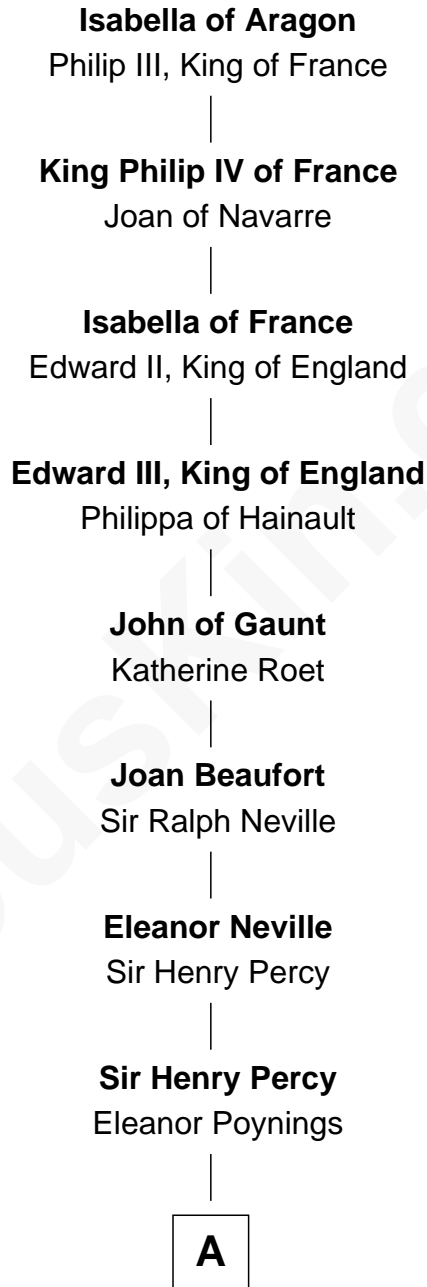 Isabella of Aragon
Philip III, King of France
King Philip IV of France
Joan of Navarre
Isabella of France
Edward II, King of England
Edward III, King of England
Philippa of Hainault
John of Gaunt
Katherine Roet
Joan Beaufort
Sir Ralph Neville
Eleanor Neville
Sir Henry Percy
Sir Henry Percy
Eleanor Poynings
A